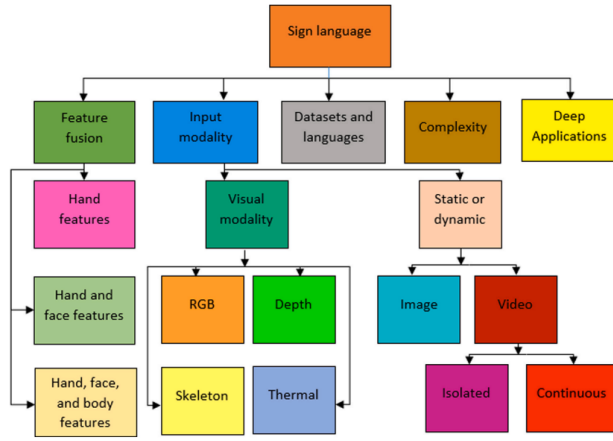 Sign language
Feature
fusion
Input
modality
Datasets and
languages
Complexity
Deep
Applications
Hand
features
Visual
modality
Static or
dynamic
Hand and
face features
RGB
Depth
Image
Video
Hand, face,
and body
features
Skeleton
Thermal
Isolated
Continuous